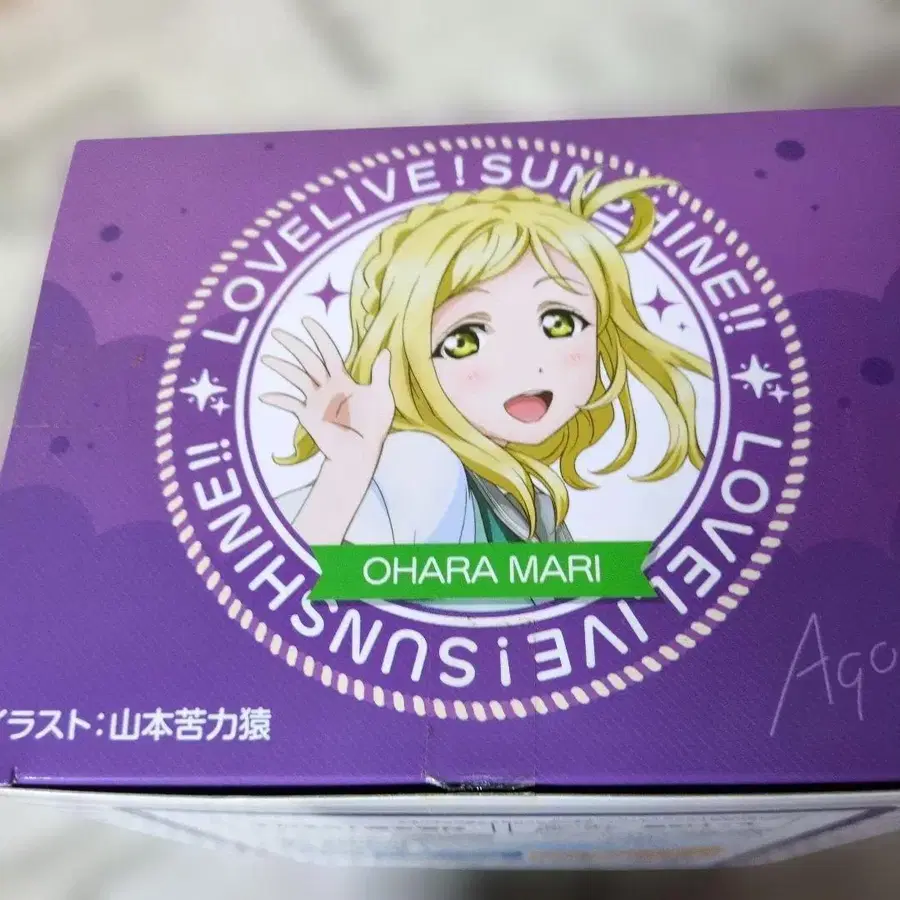 LOVELIVE!SUNSHINE!!
LOVELIVE!SUNSHINE!!
OHARA MARI
イラスト:山本苦力猿